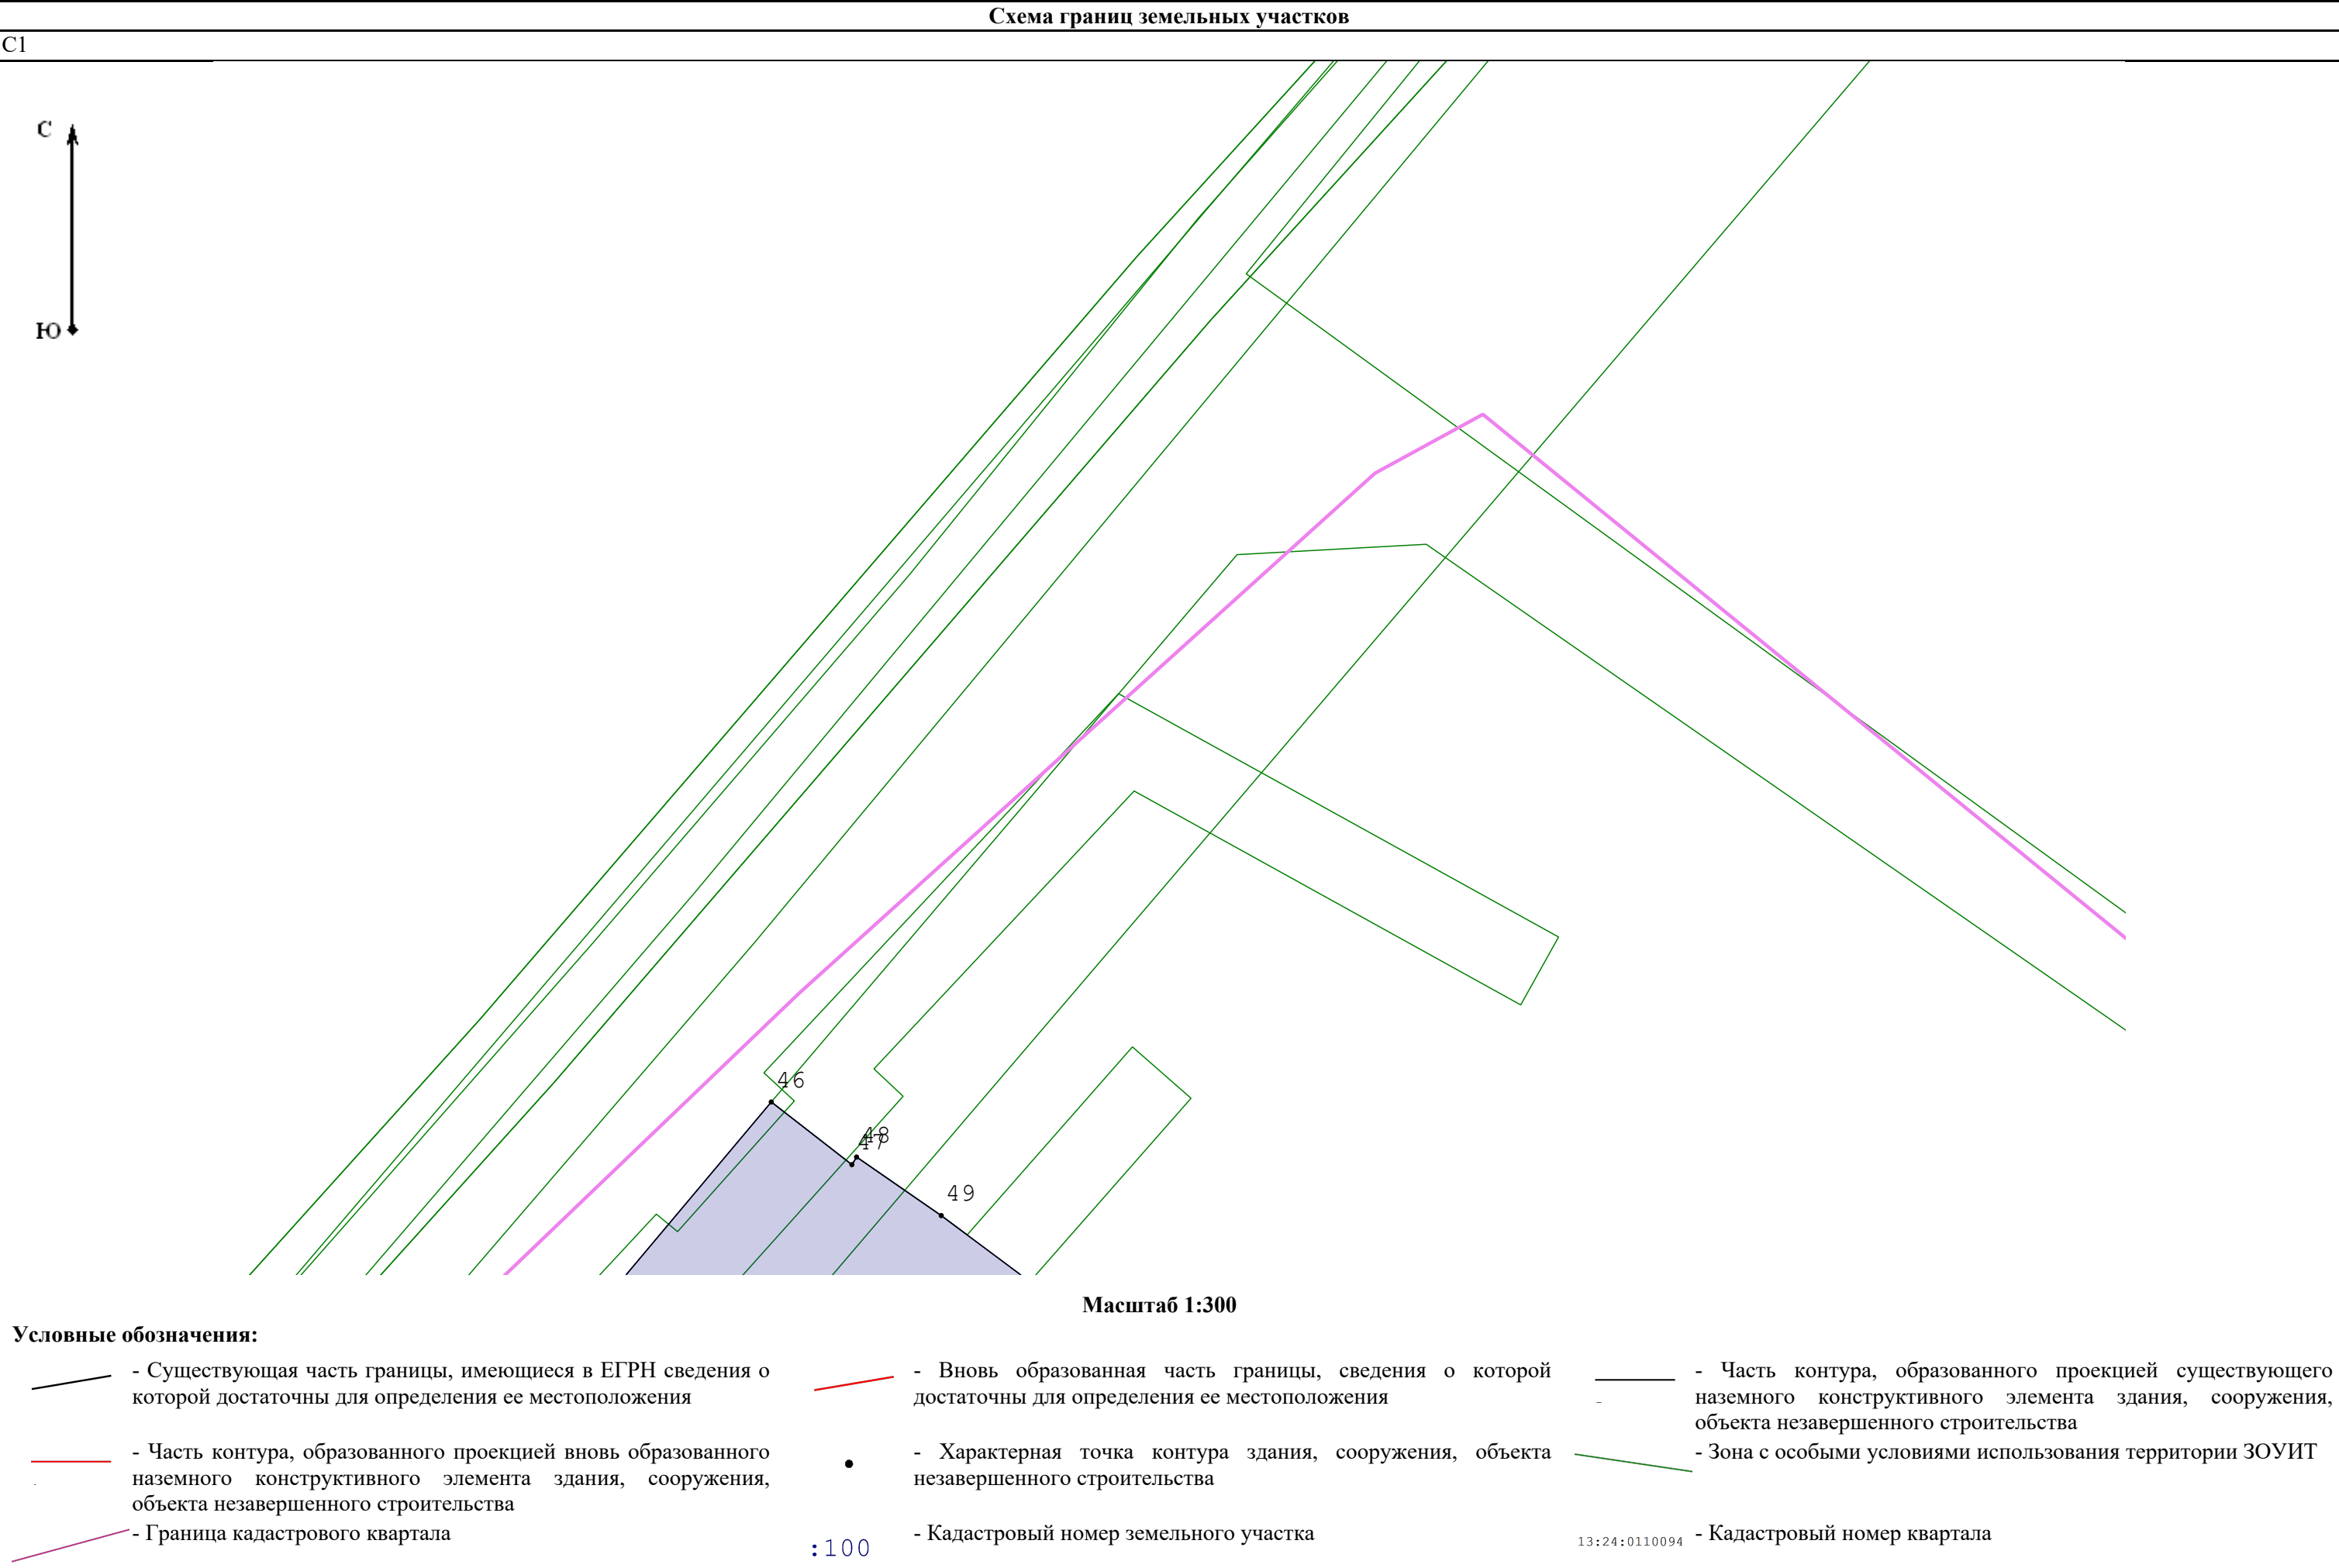 Схема границ земельных участков
С1
С
Ю
46
48
47
49
Масштаб 1:300
Условные обозначения:
- Существующая часть границы, имеющиеся в ЕГРН сведения о
которой достаточны для определения ее местоположения
- Вновь образованная часть границы, сведения о которой
достаточны для определения ее местоположения
- Часть контура, образованного проекцией существующего
наземного конструктивного элемента здания, сооружения,
объекта незавершенного строительства
- Часть контура, образованного проекцией вновь образованного
наземного конструктивного элемента здания, сооружения,
объекта незавершенного строительства
- Характерная точка контура здания, сооружения, объекта
незавершенного строительства
- Зона с особыми условиями использования территории ЗОУИТ
- Граница кадастрового квартала
:100
- Кадастровый номер земельного участка
13:24:0110094
- Кадастровый номер квартала